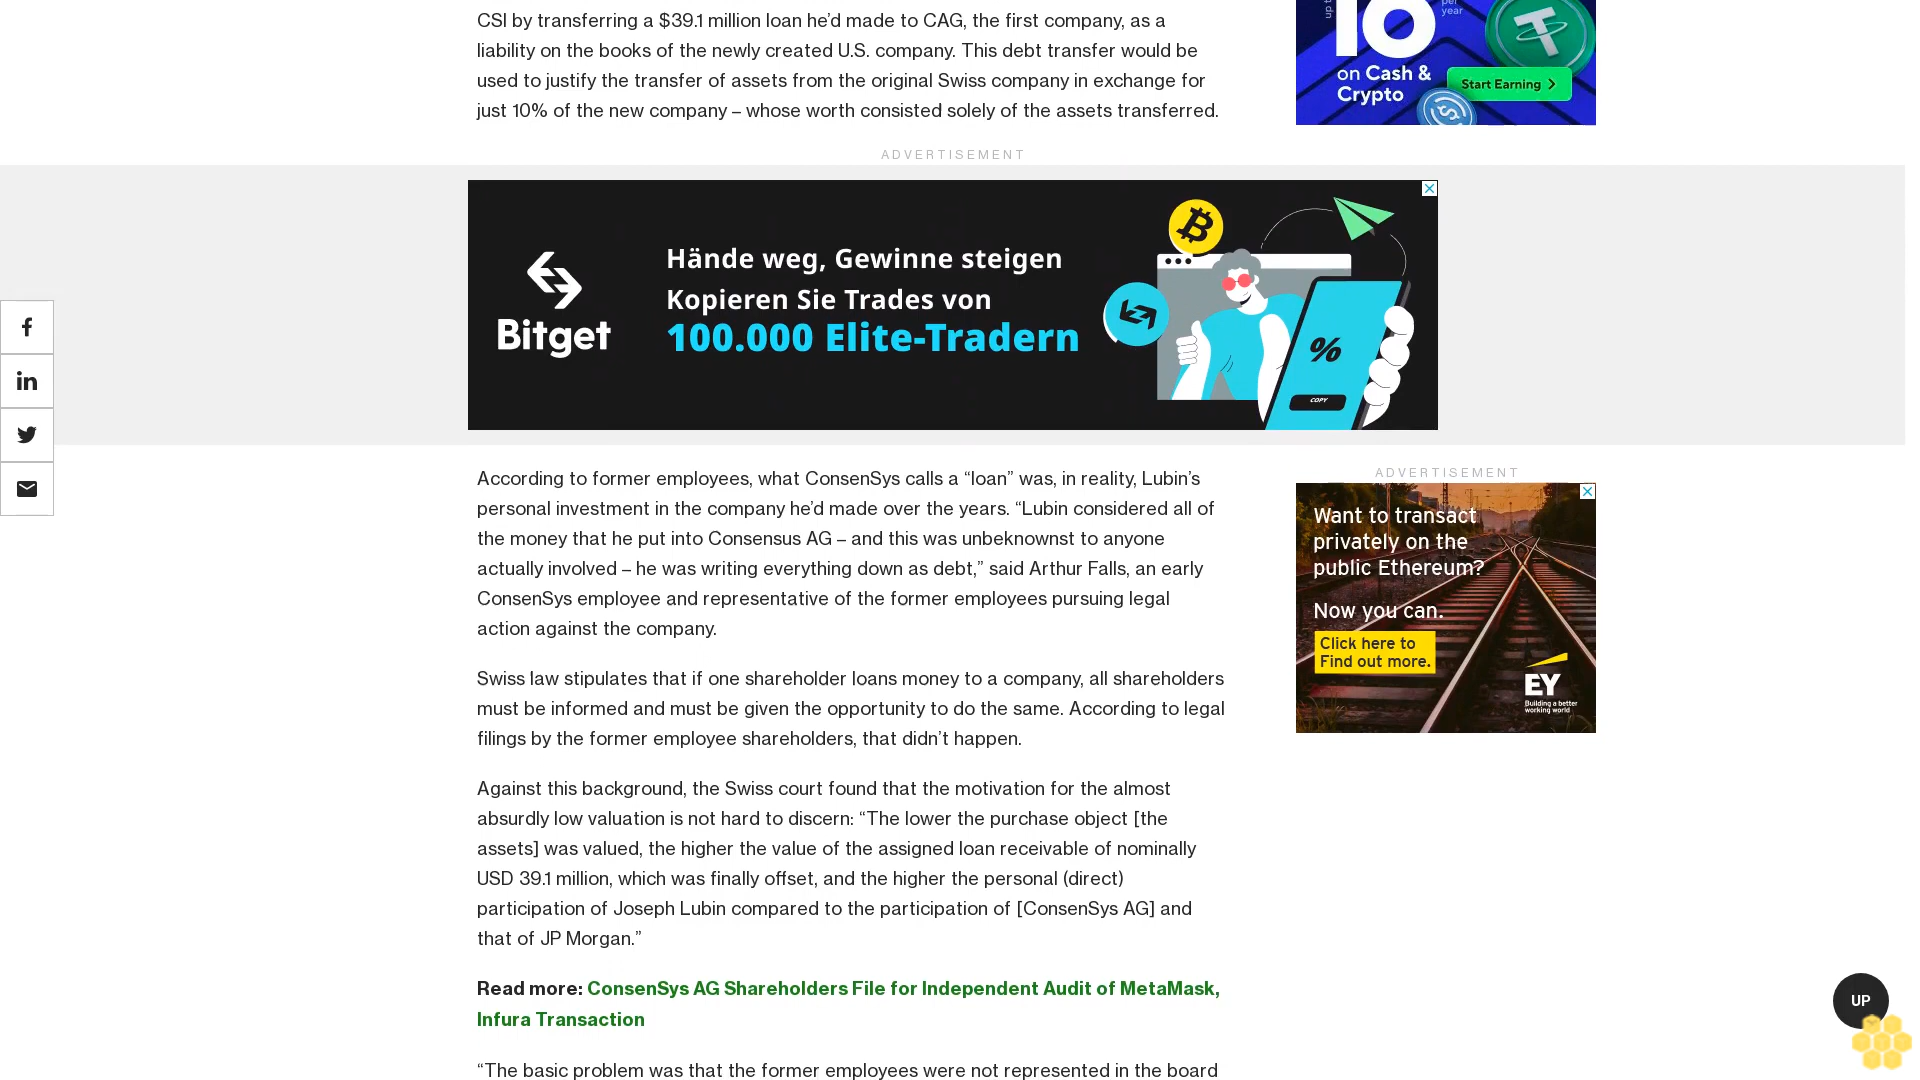 CSI by transferring a $39.1 million loan he’d made to CAG, the first company, as a
liability on the books of the newly created U.S. company. This debt transfer would be
used to justify the transfer of assets from the original Swiss company in exchange for
just 10% of the new company – whose worth consisted solely of the assets transferred.
10
per
year
on Cash &
Crypto
Start Earning
ADVERTISEMENT
Bitget
Hände weg, Gewinne steigen
Kopieren Sie Trades von
100.000 Elite-Tradern
%
COPY
According to former employees, what ConsenSys calls a “loan” was, in reality, Lubin’s
personal investment in the company he’d made over the years. “Lubin considered all of
the money that he put into Consensus AG – and this was unbeknownst to anyone
actually involved – he was writing everything down as debt,” said Arthur Falls, an early
ConsenSys employee and representative of the former employees pursuing legal
action against the company.
Swiss law stipulates that if one shareholder loans money to a company, all shareholders
must be informed and must be given the opportunity to do the same. According to legal
filings by the former employee shareholders, that didn’t happen.
Against this background, the Swiss court found that the motivation for the almost
absurdly low valuation is not hard to discern: “The lower the purchase object [the
assets] was valued, the higher the value of the assigned loan receivable of nominally
USD 39.1 million, which was finally offset, and the higher the personal (direct)
participation of Joseph Lubin compared to the participation of [ConsenSys AG] and
that of JP Morgan.”
Read more: ConsenSys AG Shareholders File for Independent Audit of MetaMask,
Infura Transaction
“The basic problem was that the former employees were not represented in the board
ADVERTISEMENT
Want to transact
privately on the
public Ethereum?
Now you can.
Click here to
Find out more.
EY
Building a better
working world
UP